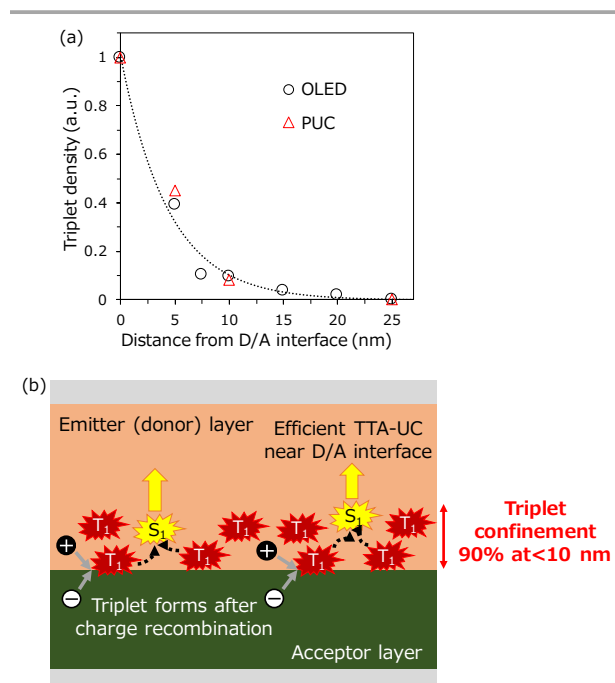 (a)
1
0.8
0.6
0.4
0.2
0
Triplet density (a.u.)
OLED
PUC
0 5 10 15 20 25
Distance from D/A interface (nm)
(b)
Emitter (donor) layer
Efficient TTA-UC
near D/A interface
S1
S1
T1
T1
T1
T1
T1
T1
T1
T1
T1
+
+
−
−
Triplet forms after
charge recombination
Acceptor layer
Triplet
confinement
90% at<10 nm